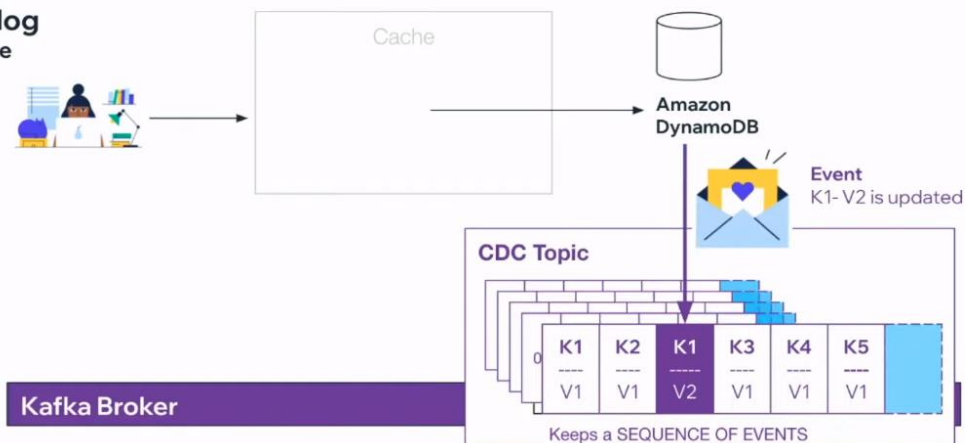 log
e
Cache
Amazon
DynamoDB
Event
K1- V2 is updated
CDC Topic
0
K1 K2 K1 K3 K4 K5
---- ---- ----- ---- ---- ----
V1 V1 V2 V1 V1 V1
Kafka Broker
Keeps a SEQUENCE OF EVENTS